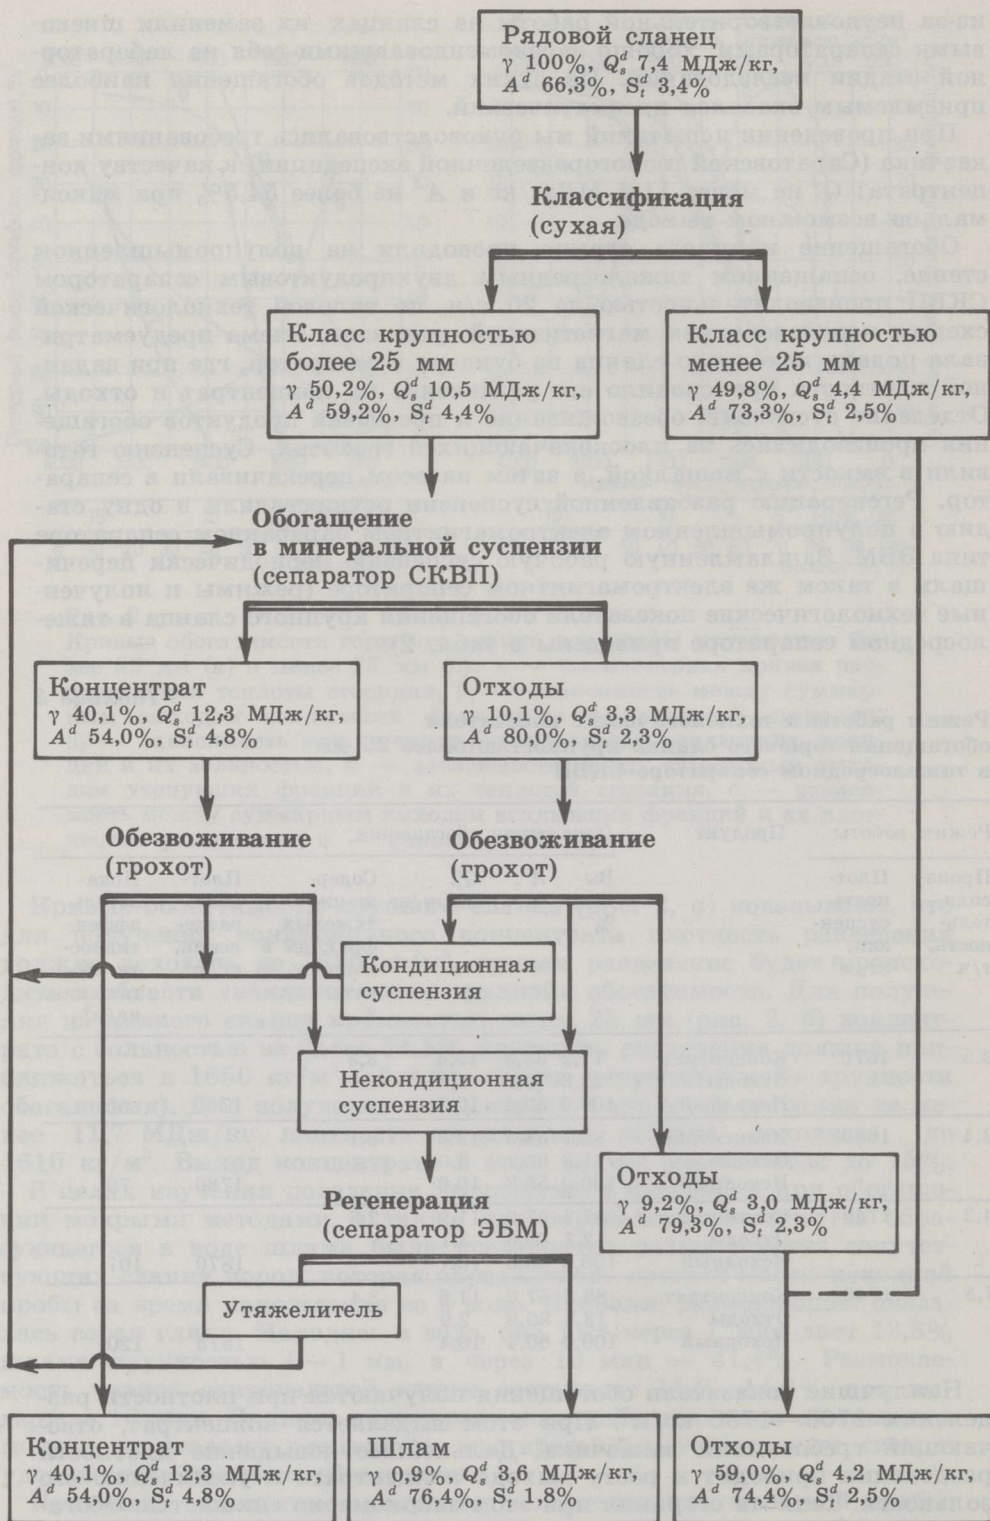 Рядовой сланец
γ 100%, Q_s^d 7,4 МДж/кг,
A^d 66,3%, S_t^d 3,4%
Классификация
(сухая)
Класс крупностью
более 25 мм
γ 50,2%, Q_s^d 10,5 МДж/кг,
A^d 59,2%, S_t^d 4,4%
Класс крупностью
менее 25 мм
γ 49,8%, Q_s^d 4,4 МДж/кг,
A^d 73,3%, S_t^d 2,5%
Обогащение
в минеральной суспензии
(сепаратор СКВП)
Концентрат
γ 40,1%, Q_s^d 12,3 МДж/кг,
A^d 54,0%, S_t^d 4,8%
Отходы
γ 10,1%, Q_s^d 3,3 МДж/кг,
A^d 80,0%, S_t^d 2,3%
Обезвоживание
(грохот)
Обезвоживание
(грохот)
Кондиционная
суспензия
Некондиционная
суспензия
Регенерация
(сепаратор ЭБМ)
Отходы
γ 9,2%, Q_s^d 3,0 МДж/кг,
A^d 79,3%, S_t^d 2,3%
Утяжелитель
Концентрат
γ 40,1%, Q_s^d 12,3 МДж/кг,
A^d 54,0%, S_t^d 4,8%
Шлам
γ 0,9%, Q_s^d 3,6 МДж/кг,
A^d 76,4%, S_t^d 1,8%
Отходы
γ 59,0%, Q_s^d 4,2 МДж/кг,
A^d 74,4%, S_t^d 2,5%